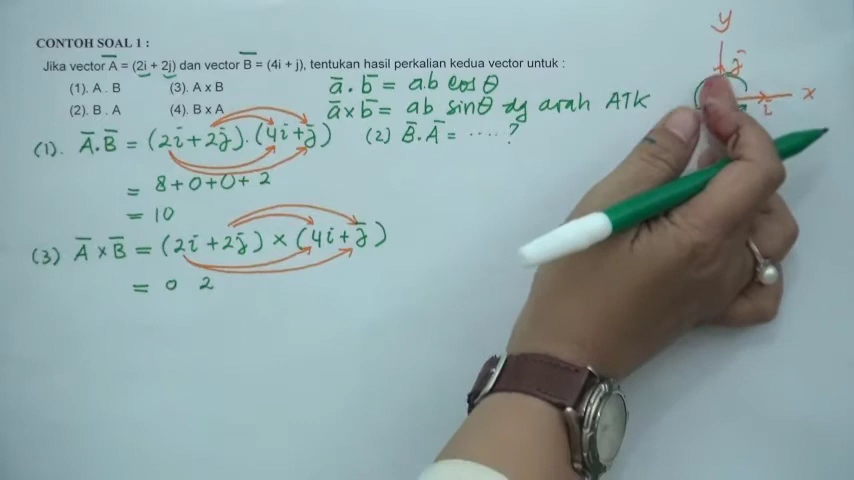 CONTOH SOAL 1 :
Jika vector A̅ = (2i + 2j) dan vector B̅ = (4i + j), tentukan hasil perkalian kedua vector untuk :
(1). A . B (3). A x B
(2). B . A (4). B x A
a̅ . b̅ = a.b cos θ
a̅ x b̅ = ab sin θ dg arah ATK
(1). A̅ . B̅ = (2i + 2j) . (4i + j) (2) B̅ . A̅ = .... ?
= 8 + 0 + 0 + 2
= 10
(3) A̅ x B̅ = (2i + 2j) x (4i + j)
= 0 2
y
j
x
i